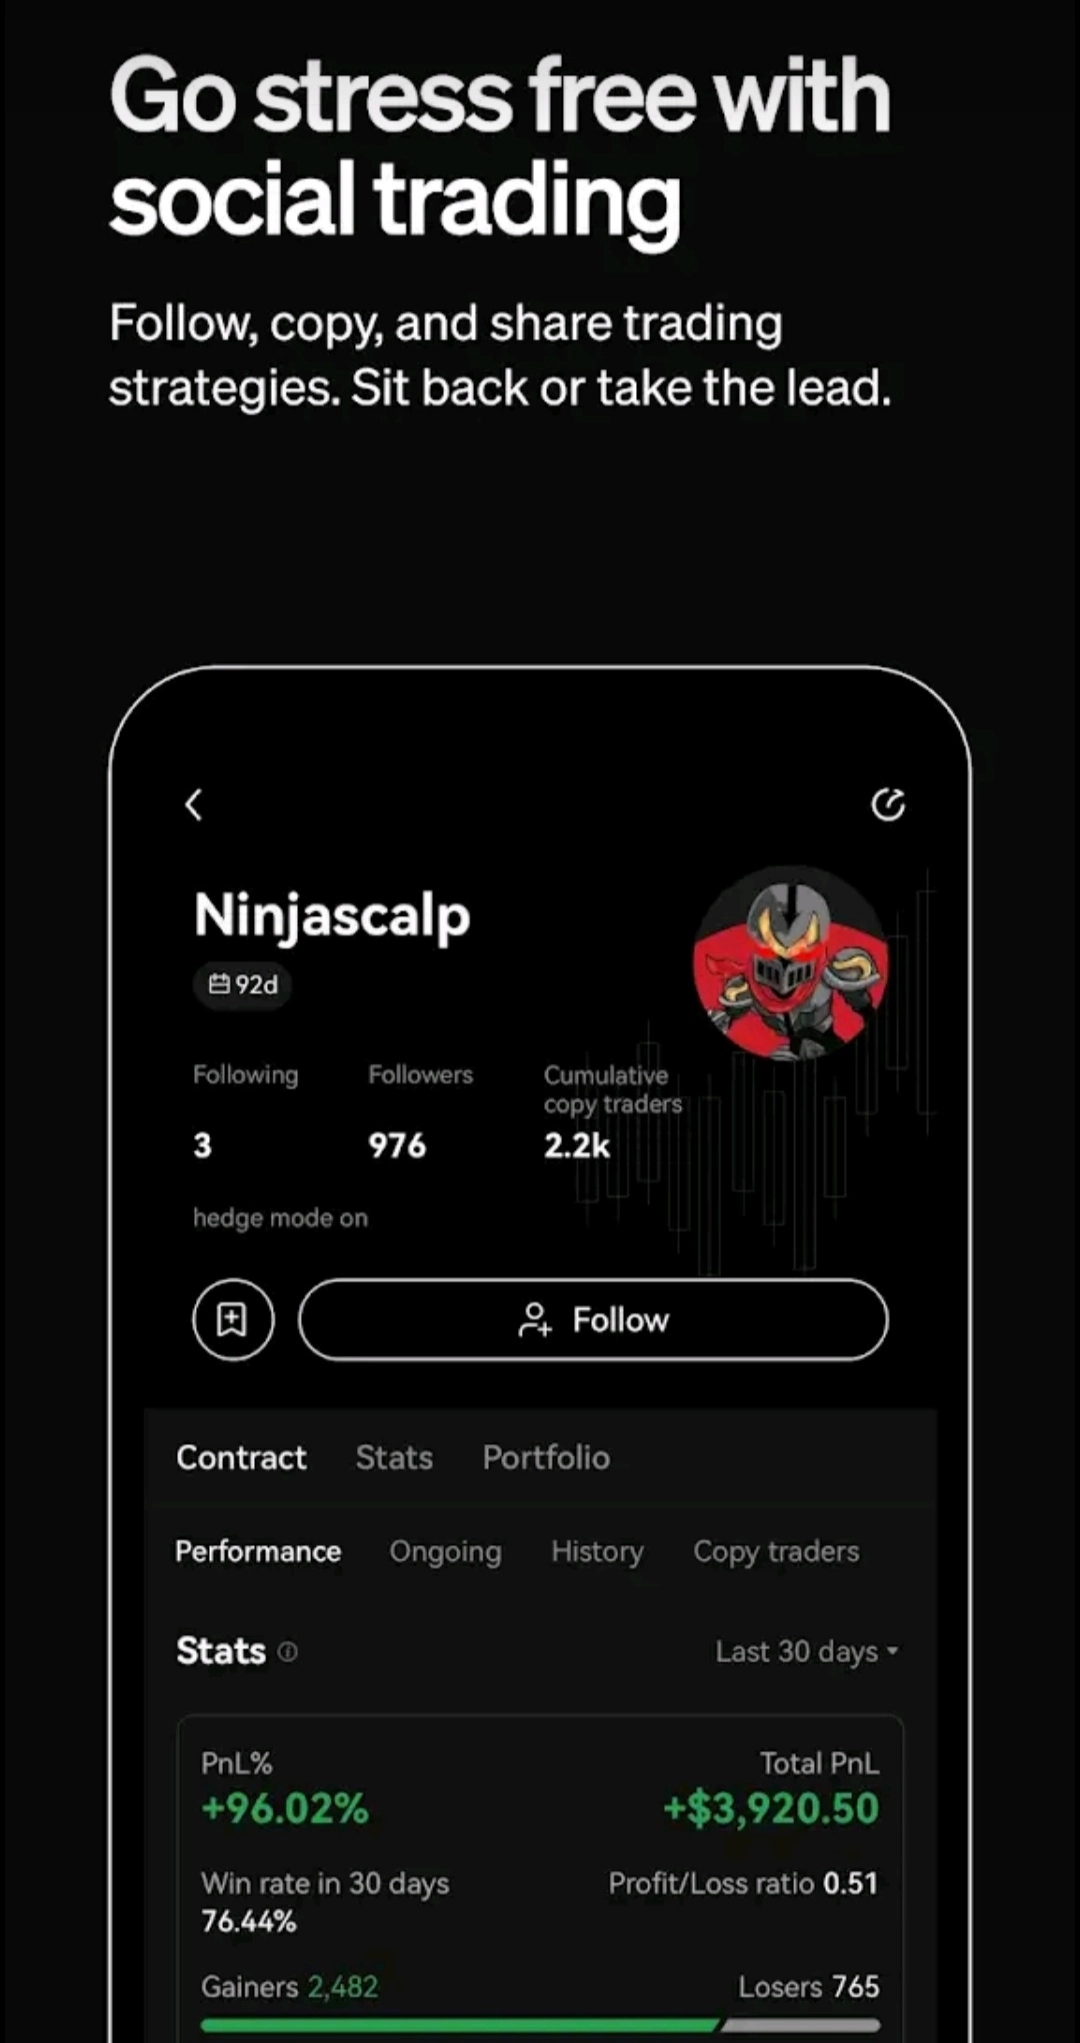 Go stress free with
social trading
Follow, copy, and share trading
strategies. Sit back or take the lead.
Ninjascalp
92d
Following Followers Cumulative
copy traders
3 976 2.2k
hedge mode on
Follow
Contract Stats Portfolio
Performance Ongoing History Copy traders
Stats Last 30 days
PnL% Total PnL
+96.02% +$3,920.50
Win rate in 30 days Profit/Loss ratio 0.51
76.44%
Gainers 2,482 Losers 765